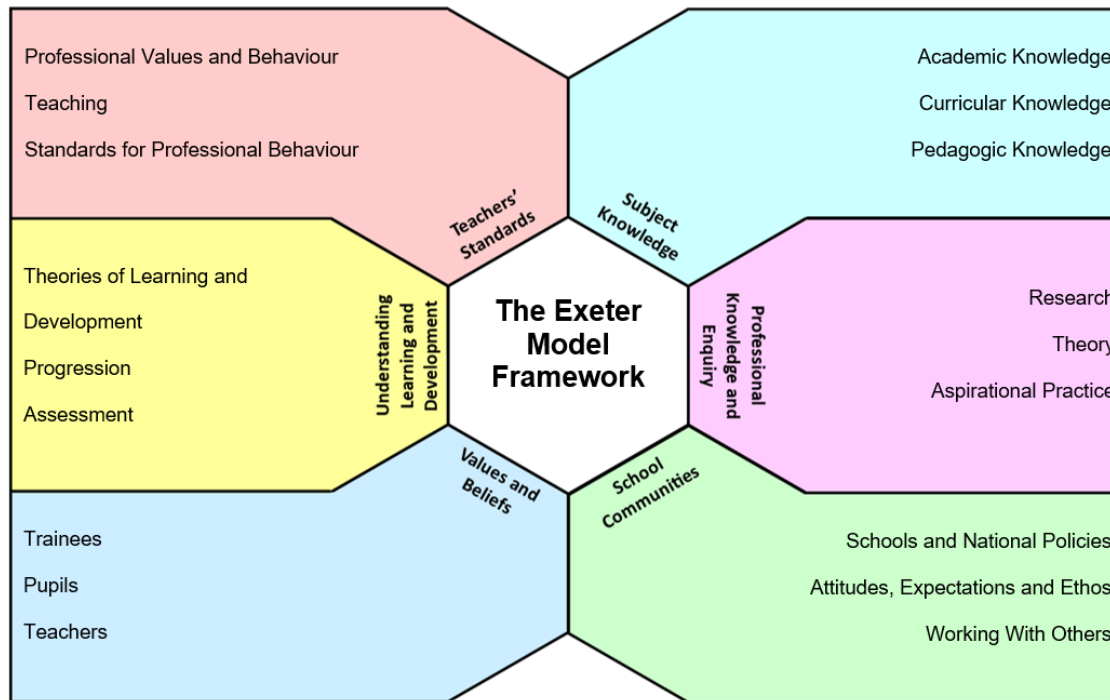 Professional Values and Behaviour
Teaching
Standards for Professional Behaviour
Teachers'
Standards
Academic Knowledge
Curricular Knowledge
Pedagogic Knowledge
Subject
Knowledge
Theories of Learning and
Development
Progression
Assessment
Understanding
Learning and
Development
The Exeter
Model
Framework
Professional
Knowledge and
Enquiry
Research
Theory
Aspirational Practice
Trainees
Pupils
Teachers
Values and
Beliefs
School
Communities
Schools and National Policies
Attitudes, Expectations and Ethos
Working With Others